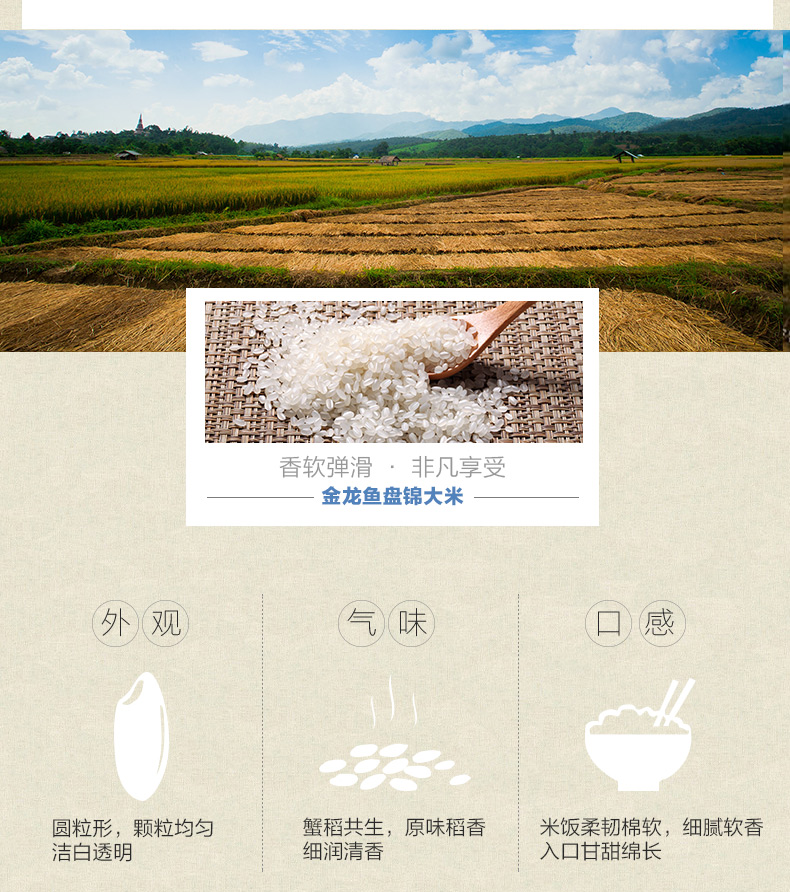 香软弹滑 · 非凡享受
金龙鱼盘锦大米
外观
气味
口感
圆粒形，颗粒均匀
洁白透明
蟹稻共生，原味稻香
细润清香
米饭柔韧棉软，细腻软香
入口甘甜绵长